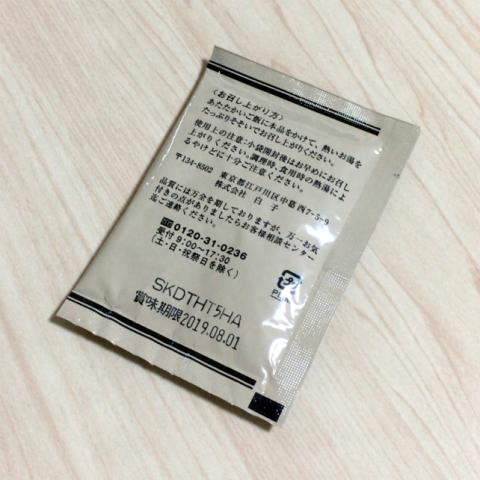 〈お召し上がり方〉
あたたかいご飯に本品をかけて、熱いお湯を
たっぷりそそいでお召し上がりください。
使用上の注意:小袋開封後はお早めにお召し
上がりください。調理時、食用時の熱湯によ
るやけどに十分ご注意ください。
〒134-8502 東京都江戸川区中葛西7-5-9
株式会社 白子
品質には万全を期しておりますが、万一お気
付きの点がありましたらお客様相談センター
迄ご連絡ください。
0120-31-0236
受付 9:00〜17:30
(土・日・祝祭日を除く)
SKDTHT5HA
賞味期限2019.08.01